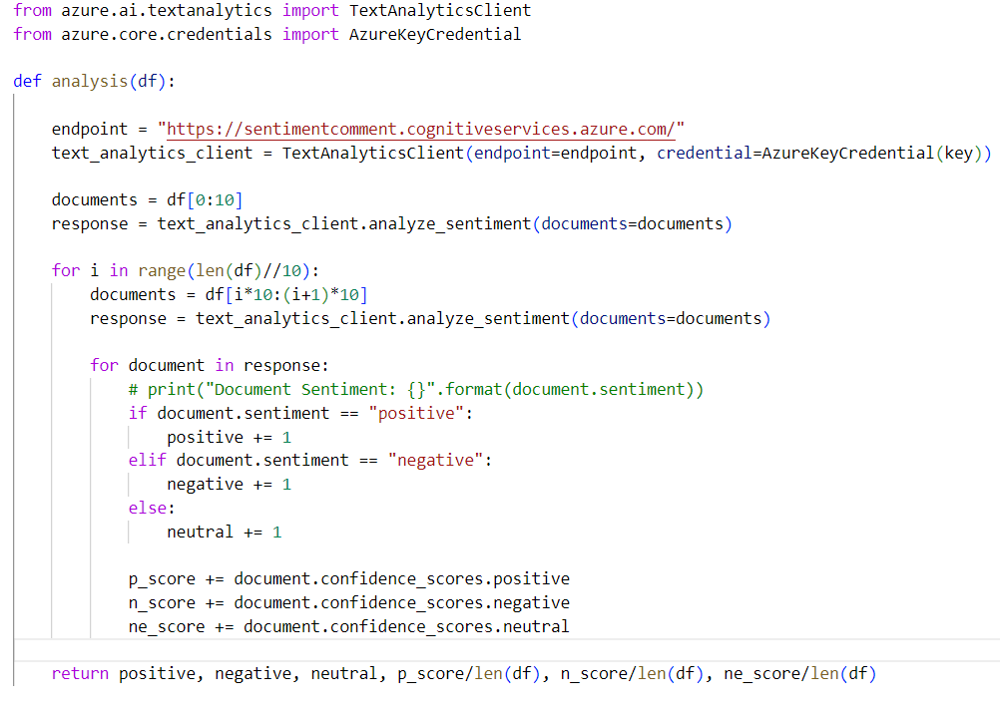 from azure.ai.textanalytics import TextAnalyticsClient
from azure.core.credentials import AzureKeyCredential
def analysis(df):
endpoint = "https://sentimentcomment.cognitiveservices.azure.com/"
text_analytics_client = TextAnalyticsClient(endpoint=endpoint, credential=AzureKeyCredential(key))
documents = df[0:10]
response = text_analytics_client.analyze_sentiment(documents=documents)
for i in range(len(df)//10):
documents = df[i*10:(i+1)*10]
response = text_analytics_client.analyze_sentiment(documents=documents)
for document in response:
# print("Document Sentiment: {}".format(document.sentiment))
if document.sentiment == "positive":
positive += 1
elif document.sentiment == "negative":
negative += 1
else:
neutral += 1
p_score += document.confidence_scores.positive
n_score += document.confidence_scores.negative
ne_score += document.confidence_scores.neutral
return positive, negative, neutral, p_score/len(df), n_score/len(df), ne_score/len(df)